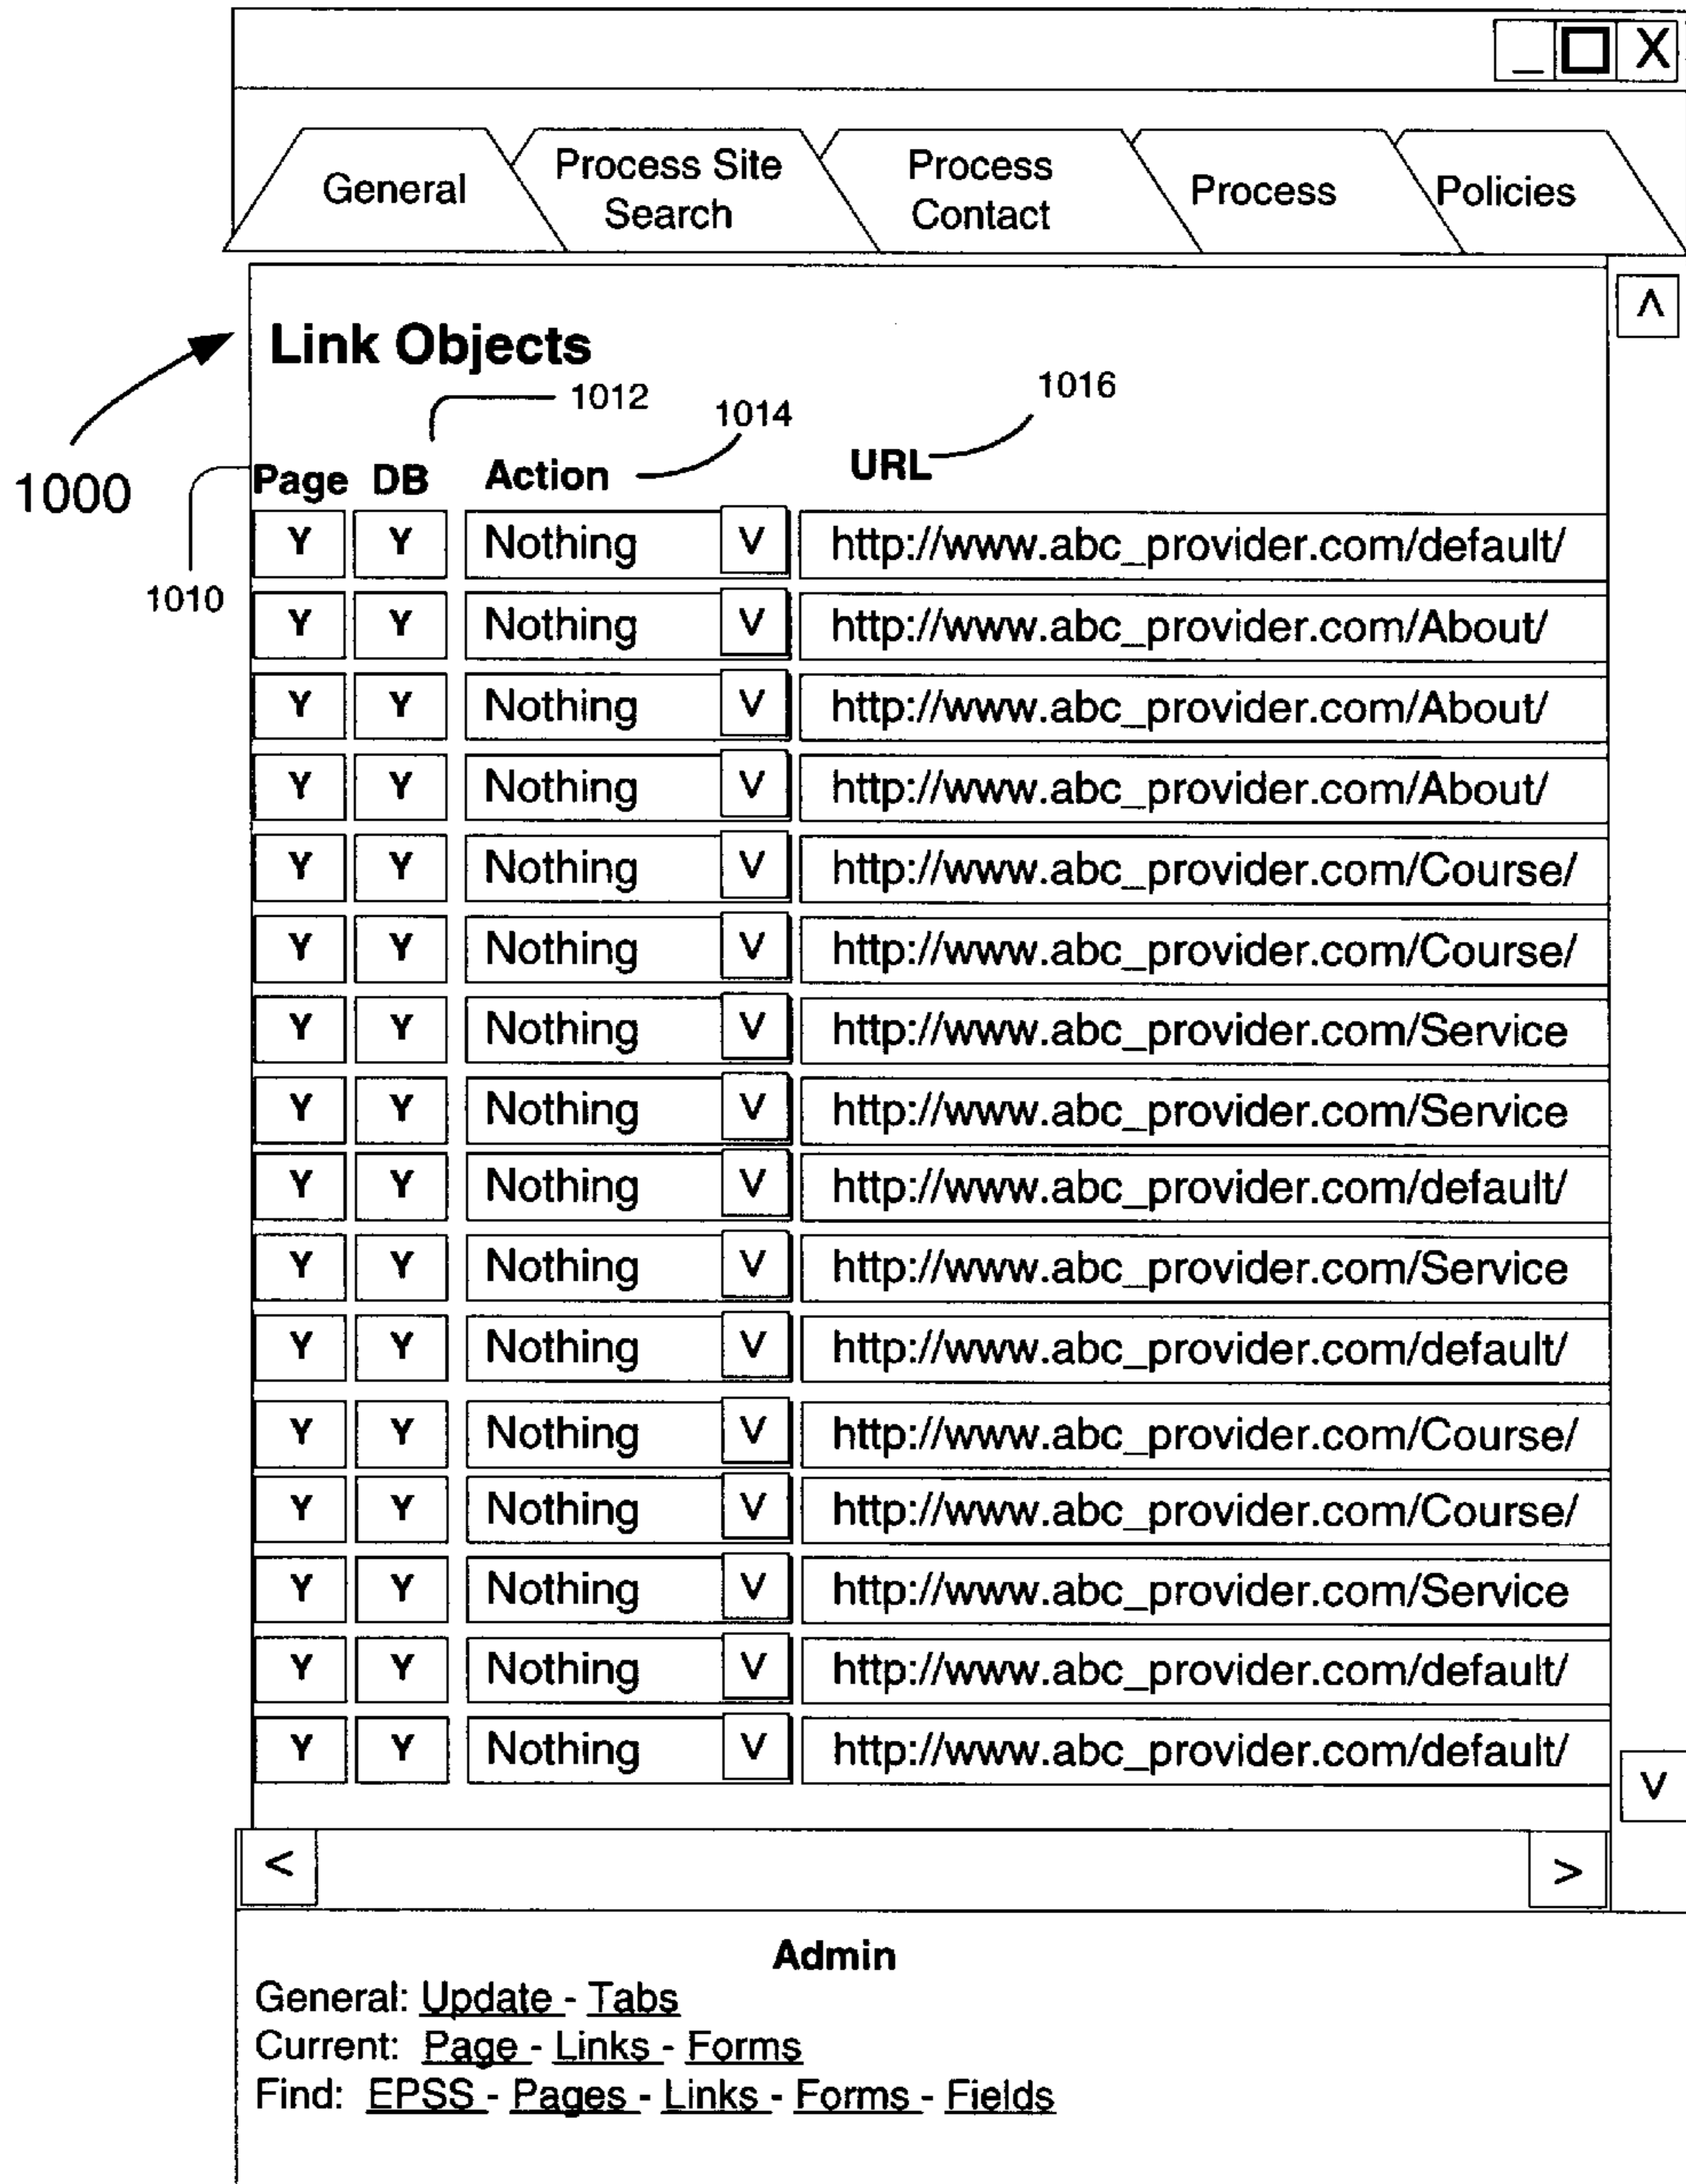 _ X
General Process Site Search Process Contact Process Policies
^
Link Objects
1000
1012 1014 1016
1010
Page DB Action URL
Y Y Nothing V http://www.abc_provider.com/default/
Y Y Nothing V http://www.abc_provider.com/About/
Y Y Nothing V http://www.abc_provider.com/About/
Y Y Nothing V http://www.abc_provider.com/About/
Y Y Nothing V http://www.abc_provider.com/Course/
Y Y Nothing V http://www.abc_provider.com/Course/
Y Y Nothing V http://www.abc_provider.com/Service
Y Y Nothing V http://www.abc_provider.com/Service
Y Y Nothing V http://www.abc_provider.com/default/
Y Y Nothing V http://www.abc_provider.com/Service
Y Y Nothing V http://www.abc_provider.com/default/
Y Y Nothing V http://www.abc_provider.com/Course/
Y Y Nothing V http://www.abc_provider.com/Course/
Y Y Nothing V http://www.abc_provider.com/Service
Y Y Nothing V http://www.abc_provider.com/default/
Y Y Nothing V http://www.abc_provider.com/default/
V
< >
Admin
General: Update - Tabs
Current: Page - Links - Forms
Find: EPSS - Pages - Links - Forms - Fields